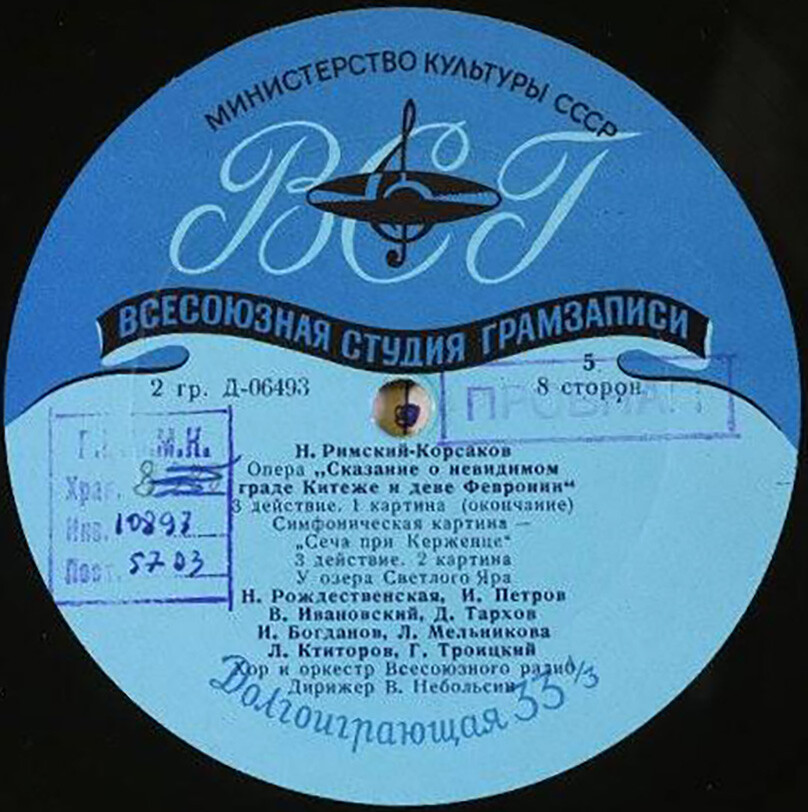 МИНИСТЕРСТВО КУЛЬТУРЫ СССР
ВСГ
ВСЕСОЮЗНАЯ СТУДИЯ ГРАМЗАПИСИ
2 гр. Д-06493
5
8 сторон
ПРОБНАЯ
М.К.
Хран.
Инв. 10897
Пост. 5703
Н. Римский-Корсаков
Опера „Сказание о невидимом
граде Китеже и деве Февронии“
3 действие. 1 картина (окончание)
Симфоническая картина —
„Сеча при Керженце“
3 действие. 2 картина
У озера Светлого Яра
Н. Рождественская, И. Петров
В. Ивановский, Д. Тархов
И. Богданов, Л. Мельникова
Л. Ктиторов, Г. Троицкий
Хор и оркестр Всесоюзного радио
Дирижер В. Небольсин
Долгоиграющая 33 1/3